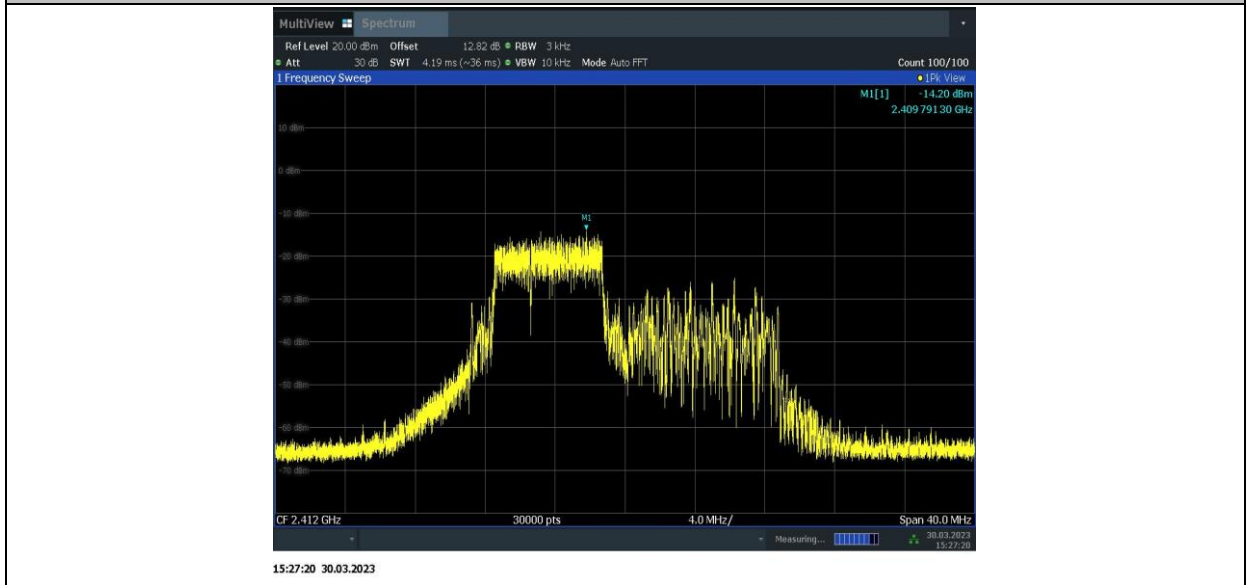 MultiView Spectrum
Ref Level 20.00 dBm Offset 12.82 dB RBW 3 kHz
Att 30 dB SWT 4.19 ms (~36 ms) VBW 10 kHz Mode Auto FFT Count 100/100
1 Frequency Sweep 1Pk View
M1[1] -14.20 dBm
2.40979130 GHz
10 dBm
0 dBm
-10 dBm
M1
-20 dBm
-30 dBm
-40 dBm
-50 dBm
-60 dBm
-70 dBm
CF 2.412 GHz 30000 pts 4.0 MHz/ Span 40.0 MHz
Measuring... 30.03.2023
15:27:20
15:27:20 30.03.2023